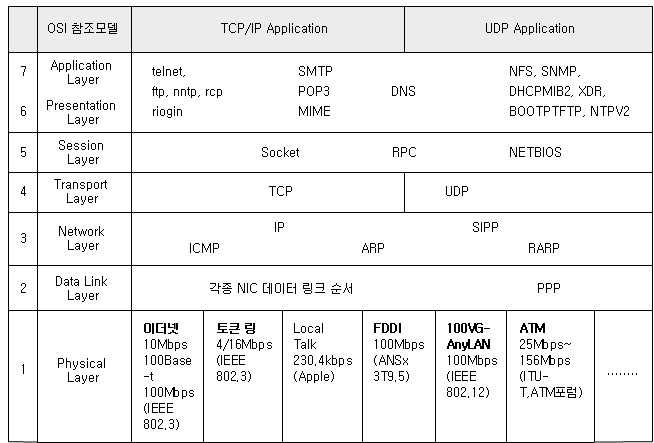 OSI 참조모델 TCP/IP Application UDP Application
7 Application Layer telnet, SMTP NFS, SNMP,
ftp, nntp, rcp POP3 DNS DHCPMIB2, XDR,
6 Presentation Layer riogin MIME BOOTPTFTP, NTPV2
5 Session Layer Socket RPC NETBIOS
4 Transport Layer TCP UDP
3 Network Layer IP SIPP
ICMP ARP RARP
2 Data Link Layer 각종 NIC 데이터 링크 순서 PPP
1 Physical Layer
이더넷
10Mbps
100Base
-t
100Mbps
(IEEE
802.3)
토큰 링
4/16Mbps
(IEEE
802.3)
Local
Talk
230.4kbps
(Apple)
FDDI
100Mbps
(ANSx
3T9.5)
100VG-
AnyLAN
100Mbps
(IEEE
802.12)
ATM
25Mbps~
156Mbps
(ITU-
T,ATM포럼)
........